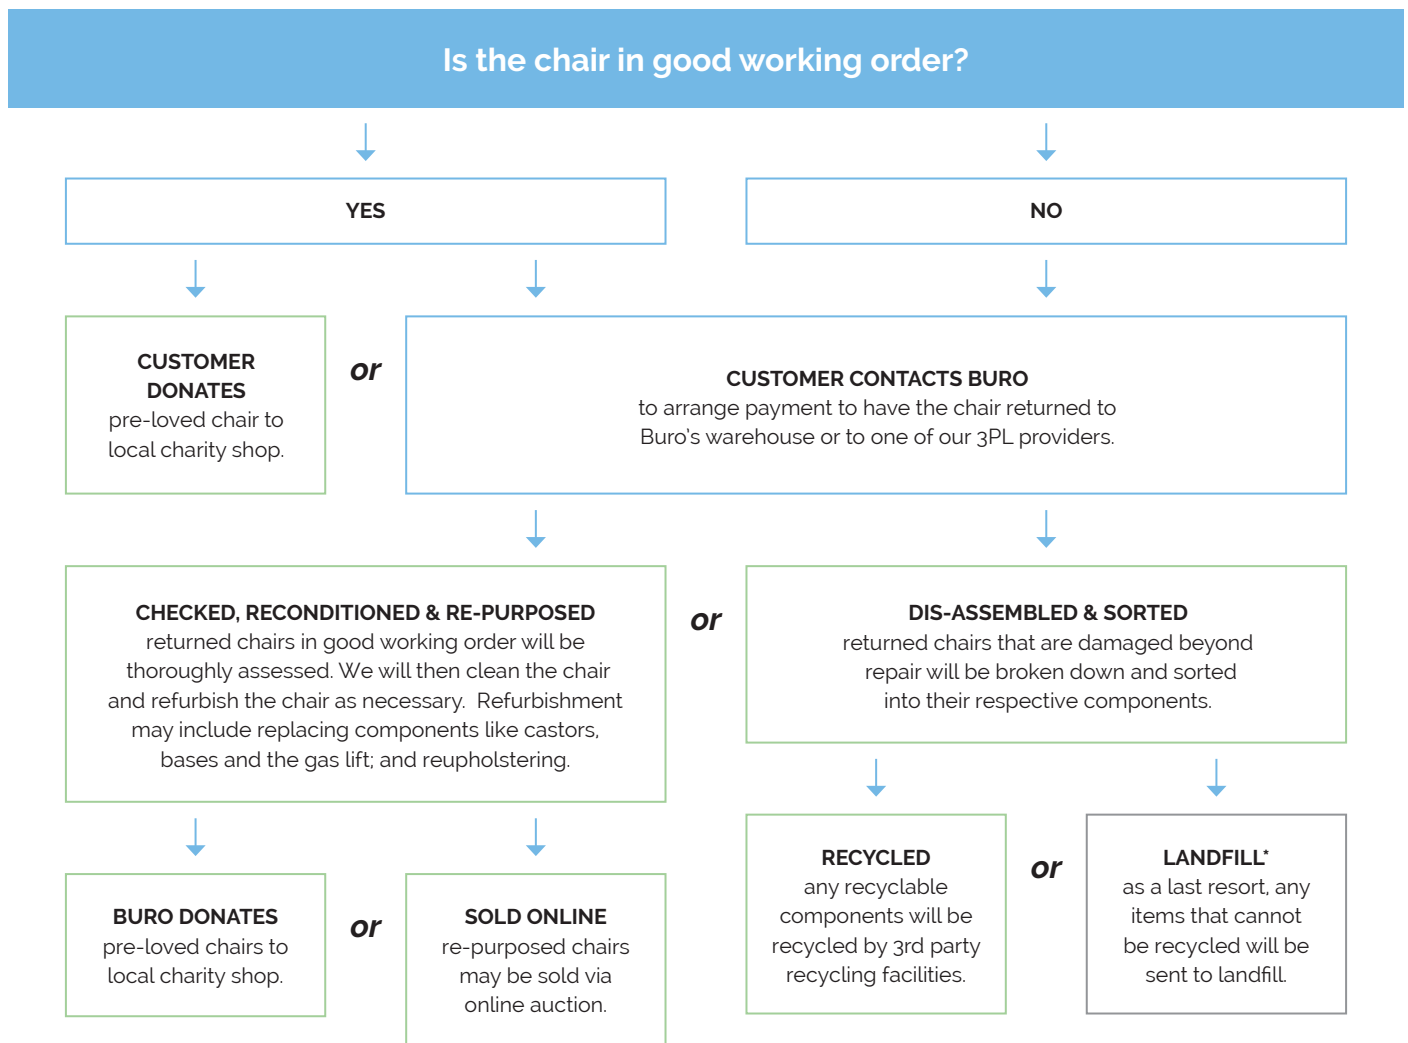 Is the chair in good working order?
YES
NO
CUSTOMER
DONATES
pre-loved chair to
local charity shop.
or
CUSTOMER CONTACTS BURO
to arrange payment to have the chair returned to
Buro's warehouse or to one of our 3PL providers.
CHECKED, RECONDITIONED & RE-PURPOSED
returned chairs in good working order will be
thoroughly assessed. We will then clean the chair
and refurbish the chair as necessary. Refurbishment
may include replacing components like castors,
bases and the gas lift; and reupholstering.
or
DIS-ASSEMBLED & SORTED
returned chairs that are damaged beyond
repair will be broken down and sorted
into their respective components.
BURO DONATES
pre-loved chairs to
local charity shop.
or
SOLD ONLINE
re-purposed chairs
may be sold via
online auction.
RECYCLED
any recyclable
components will be
recycled by 3rd party
recycling facilities.
or
LANDFILL*
as a last resort, any
items that cannot
be recycled will be
sent to landfill.